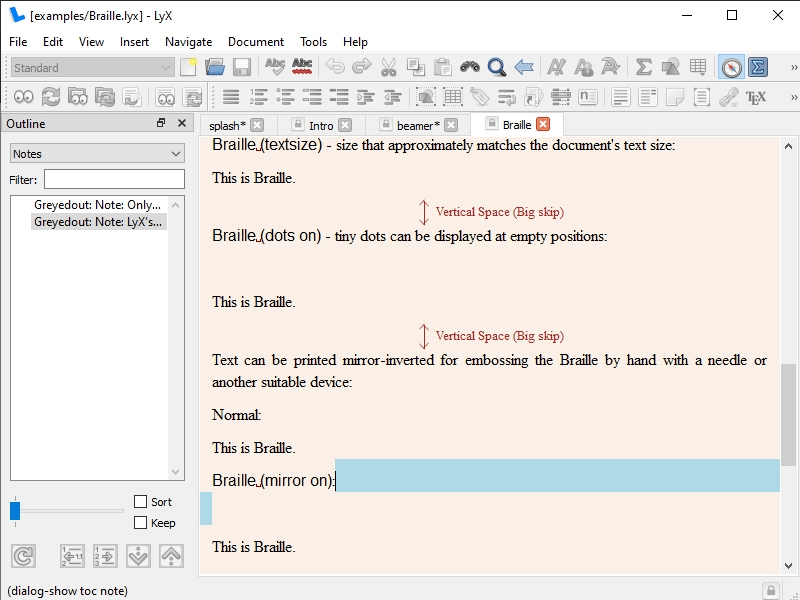 [examples/Braille.lyx] - LyX
File Edit View Insert Navigate Document Tools Help
Standard
Outline
splash* Intro beamer* Braille
Notes
Filter:
Greyedout: Note: Only...
Greyedout: Note: LyX's...
Sort
Keep
Braille (textsize) - size that approximately matches the document's text size:
This is Braille.
Vertical Space (Big skip)
Braille (dots on) - tiny dots can be displayed at empty positions:
This is Braille.
Vertical Space (Big skip)
Text can be printed mirror-inverted for embossing the Braille by hand with a needle or
another suitable device:
Normal:
This is Braille.
Braille (mirror on):
This is Braille.
(dialog-show toc note)